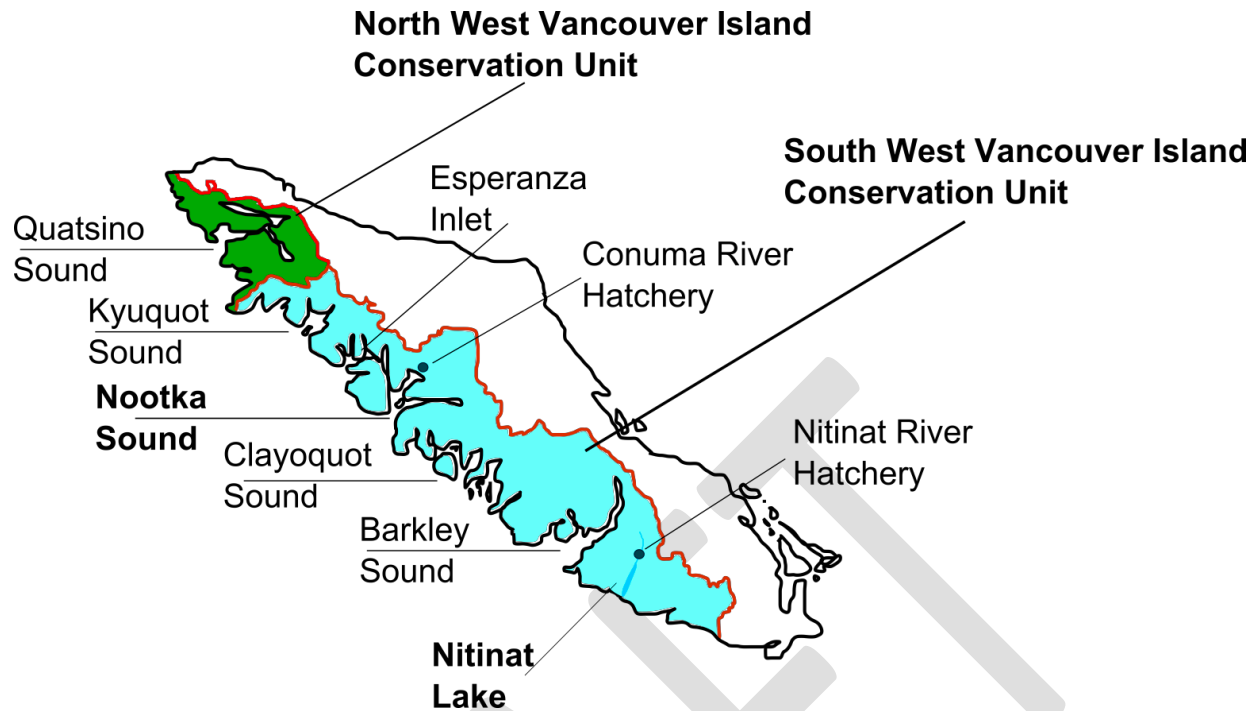 North West Vancouver Island
Conservation Unit
South West Vancouver Island
Conservation Unit
Esperanza
Inlet
Quatsino
Sound
Conuma River
Hatchery
Kyuquot
Sound
Nootka
Sound
Nitinat River
Hatchery
Clayoquot
Sound
Barkley
Sound
Nitinat
Lake